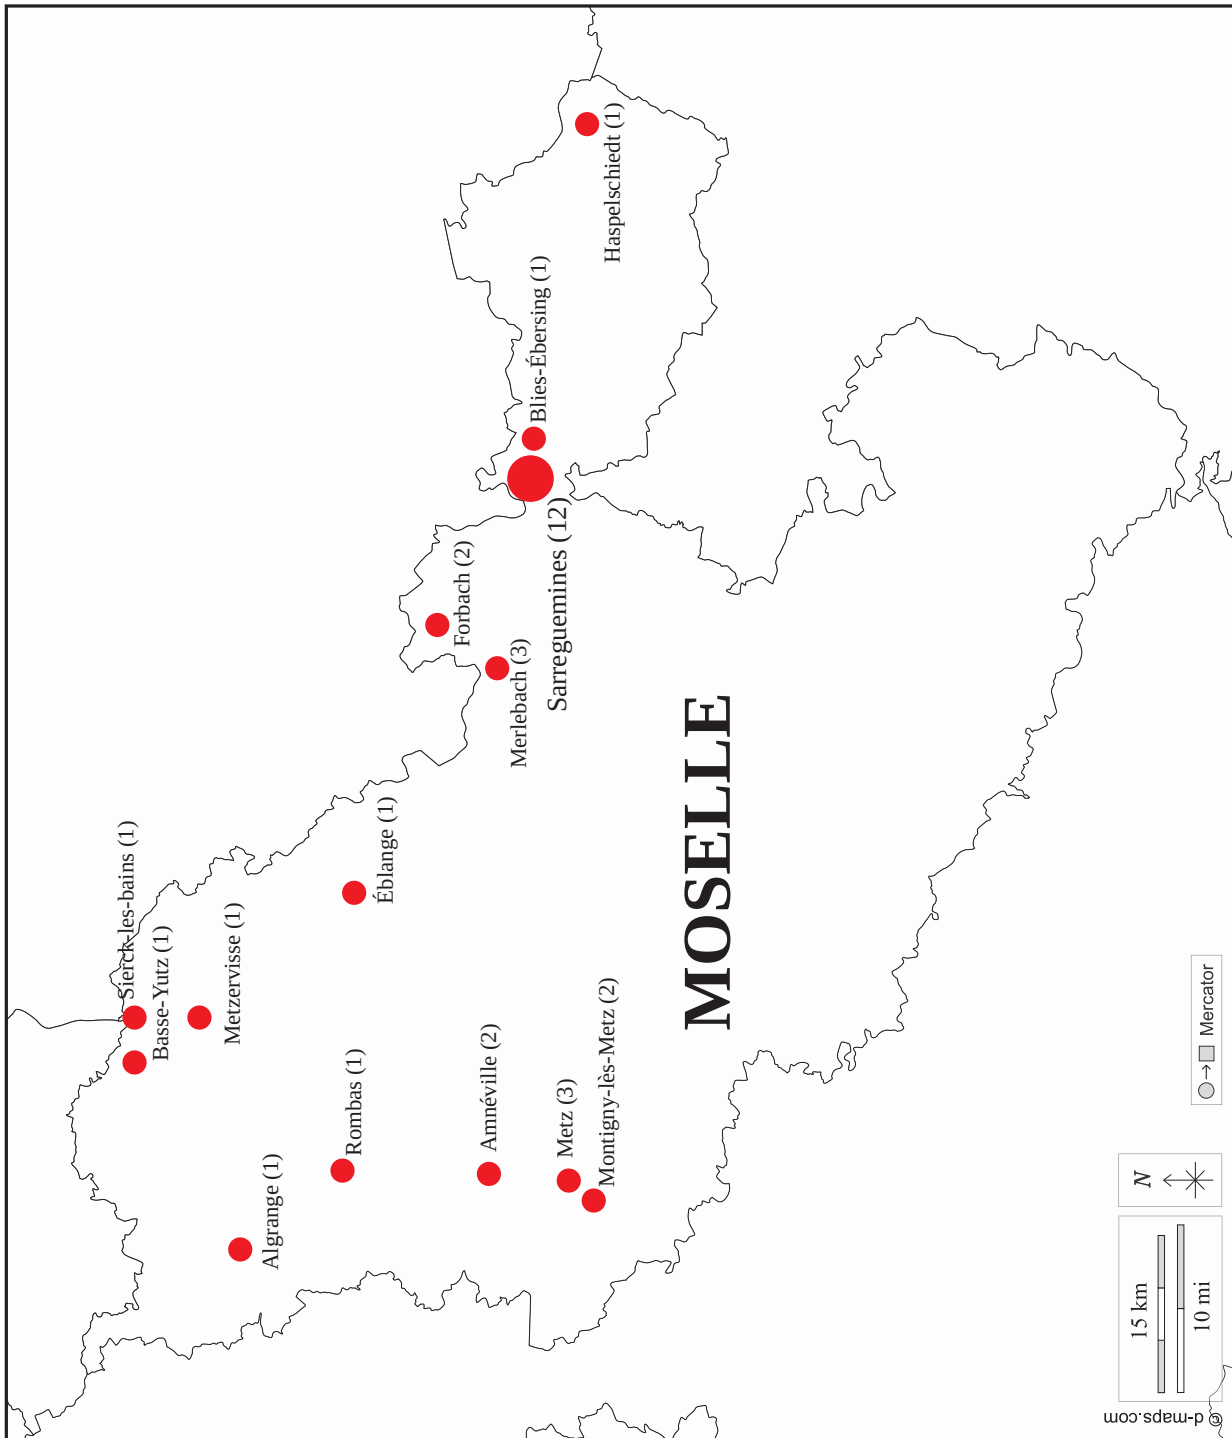 Sierck-les-bains (1)
Basse-Yutz (1)
Metzervisse (1)
Algrange (1)
Rombas (1)
Éblange (1)
Amnéville (2)
Metz (3)
Montigny-lès-Metz (2)
Forbach (2)
Merlebach (3)
Sarreguemines (12)
Blies-Ébersing (1)
Haspelschiedt (1)
MOSELLE
© d-maps.com
15 km
10 mi
N
Mercator